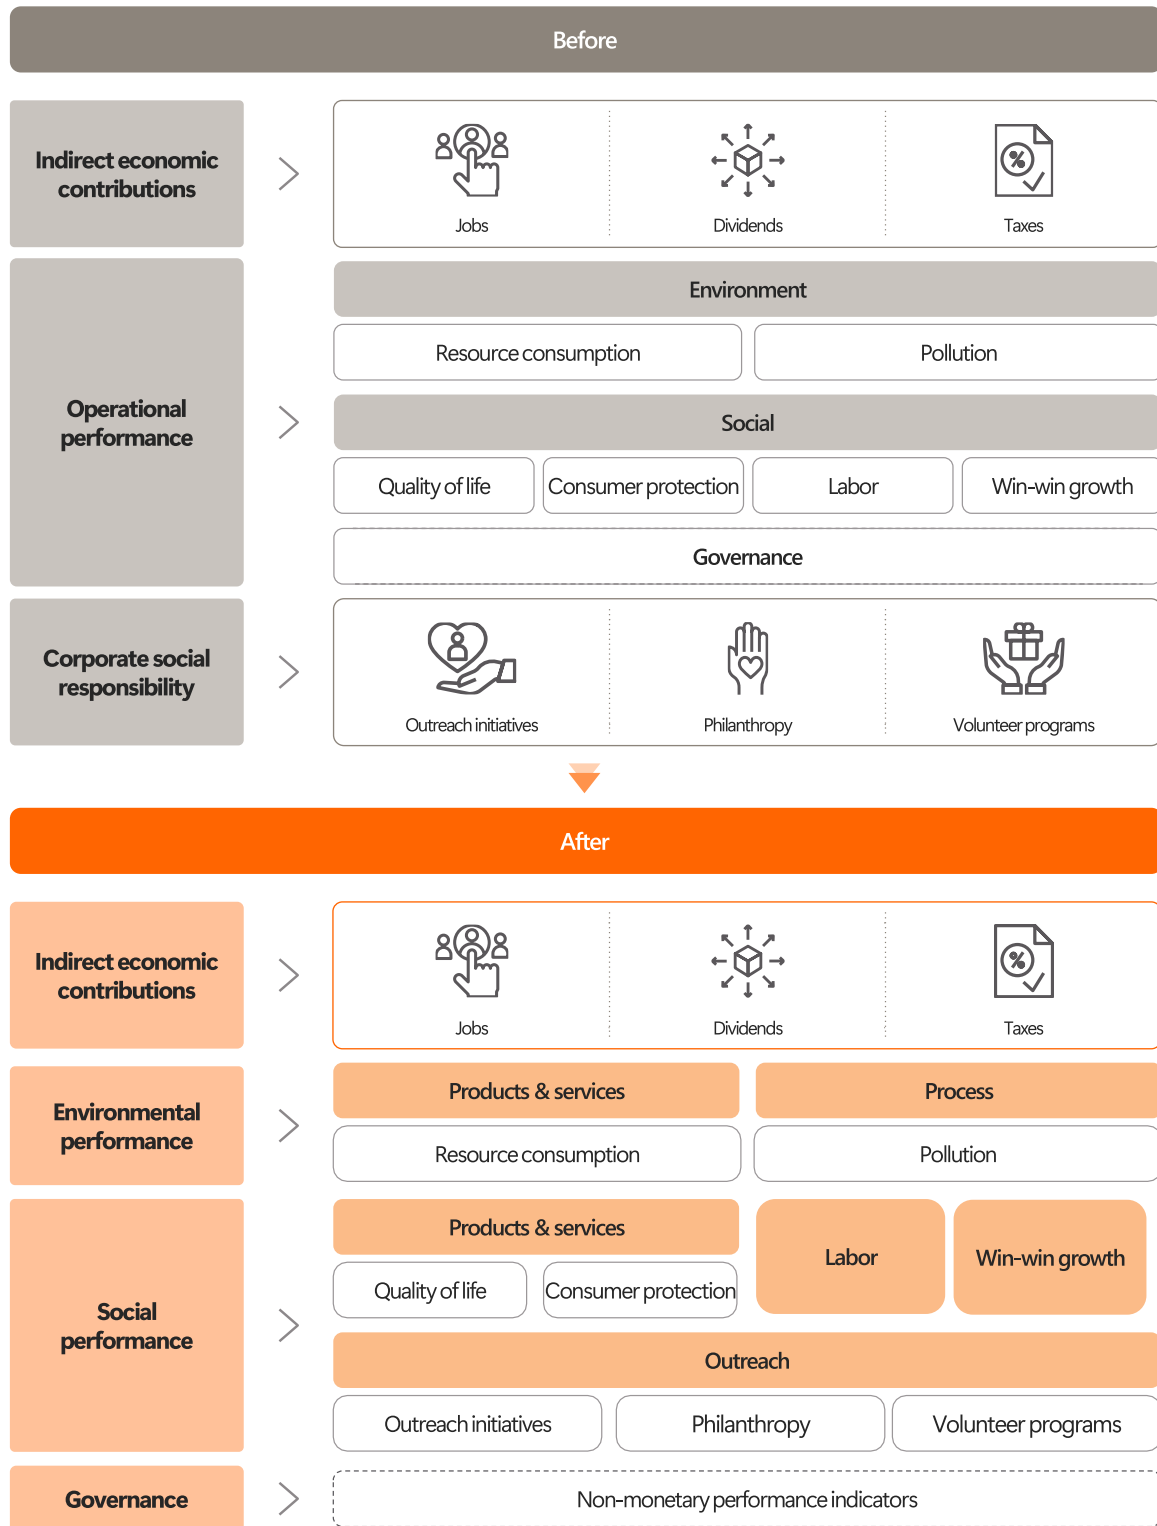 Before
Indirect economic
contributions
Jobs
Dividends
Taxes
Operational
performance
Environment
Resource consumption
Pollution
Social
Quality of life
Consumer protection
Labor
Win-win growth
Governance
Corporate social
responsibility
Outreach initiatives
Philanthropy
Volunteer programs
After
Indirect economic
contributions
Jobs
Dividends
Taxes
Environmental
performance
Products & services
Process
Resource consumption
Pollution
Social
performance
Products & services
Labor
Win-win growth
Quality of life
Consumer protection
Outreach
Outreach initiatives
Philanthropy
Volunteer programs
Governance
Non-monetary performance indicators